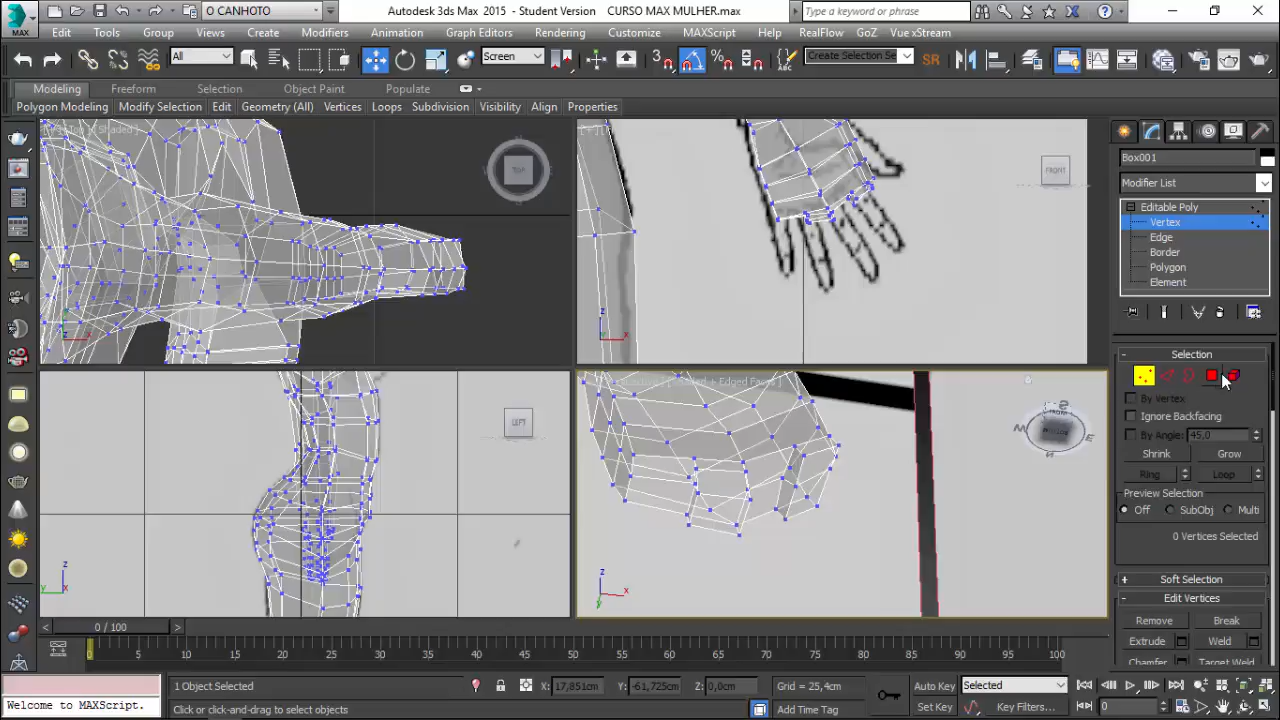 MAX
O CANHOTO
Autodesk 3ds Max 2015 - Student Version
CURSO MAX MULHER.max
Type a keyword or phrase
Edit Tools Group Views Create Modifiers Animation Graph Editors Rendering Customize MAXScript Help RealFlow GoZ Vue xStream
All
Screen
3
Create Selection Se
SR
Modeling Freeform Selection Object Paint Populate
Polygon Modeling Modify Selection Edit Geometry (All) Vertices Loops Subdivision Visibility Align Properties
TOP
FRONT
LEFT
x
z
x
z
y
x
z
x
y
Box001
Modifier List
Editable Poly
Vertex
Edge
Border
Polygon
Element
Selection
By Vertex
Ignore Backfacing
By Angle: 45,0
Shrink Grow
Ring Loop
Preview Selection
Off SubObj Multi
0 Vertices Selected
Soft Selection
Edit Vertices
Remove Break
Extrude Weld
Chamfer Target Weld
0 / 100
0 5 10 15 20 25 30 35 40 45 50 55 60 65 70 75 80 85 90 95 100
1 Object Selected
X: 17,851cm Y: -61,725cm Z: 0,0cm
Grid = 25,4cm
Auto Key Selected
Welcome to MAXScript.
Click or click-and-drag to select objects
Add Time Tag
Set Key Key Filters...
0